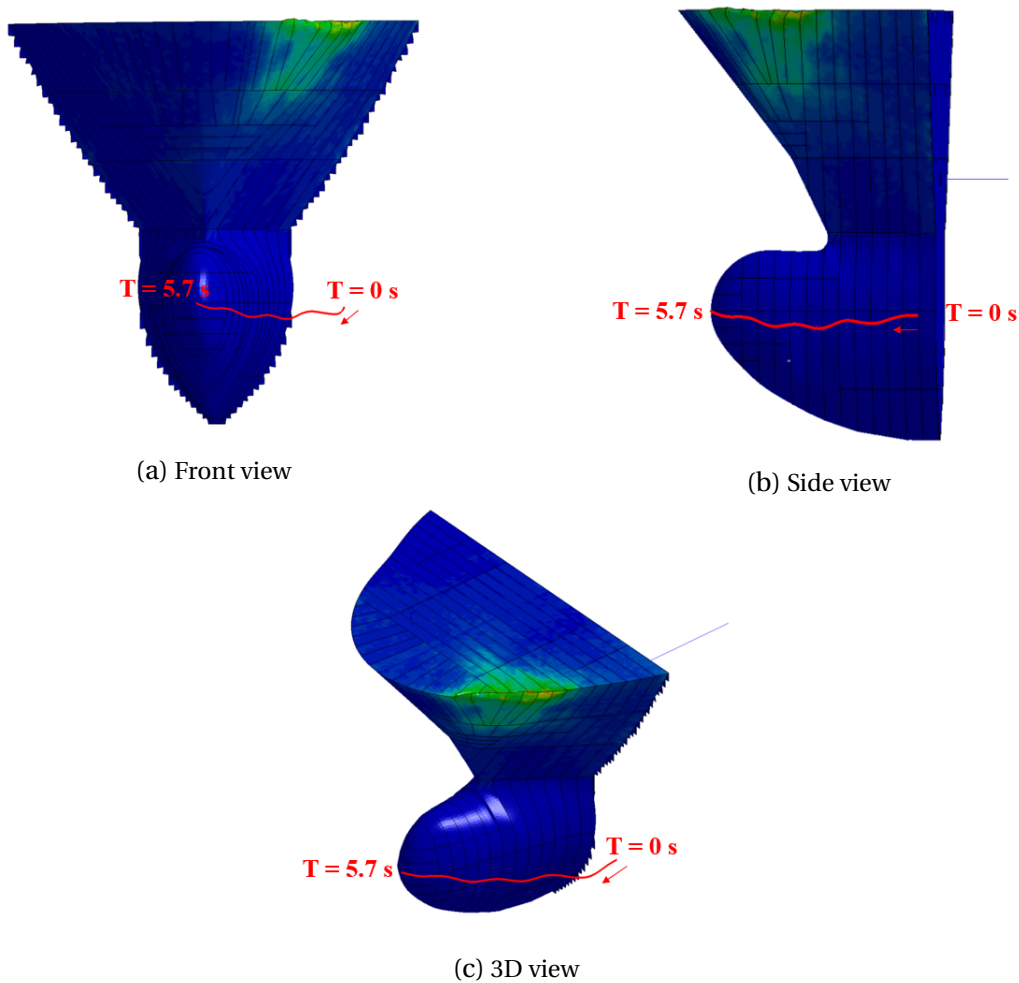 T = 5.7 s
T = 0 s
(a) Front view
T = 5.7 s
T = 0 s
(b) Side view
T = 5.7 s
T = 0 s
(c) 3D view